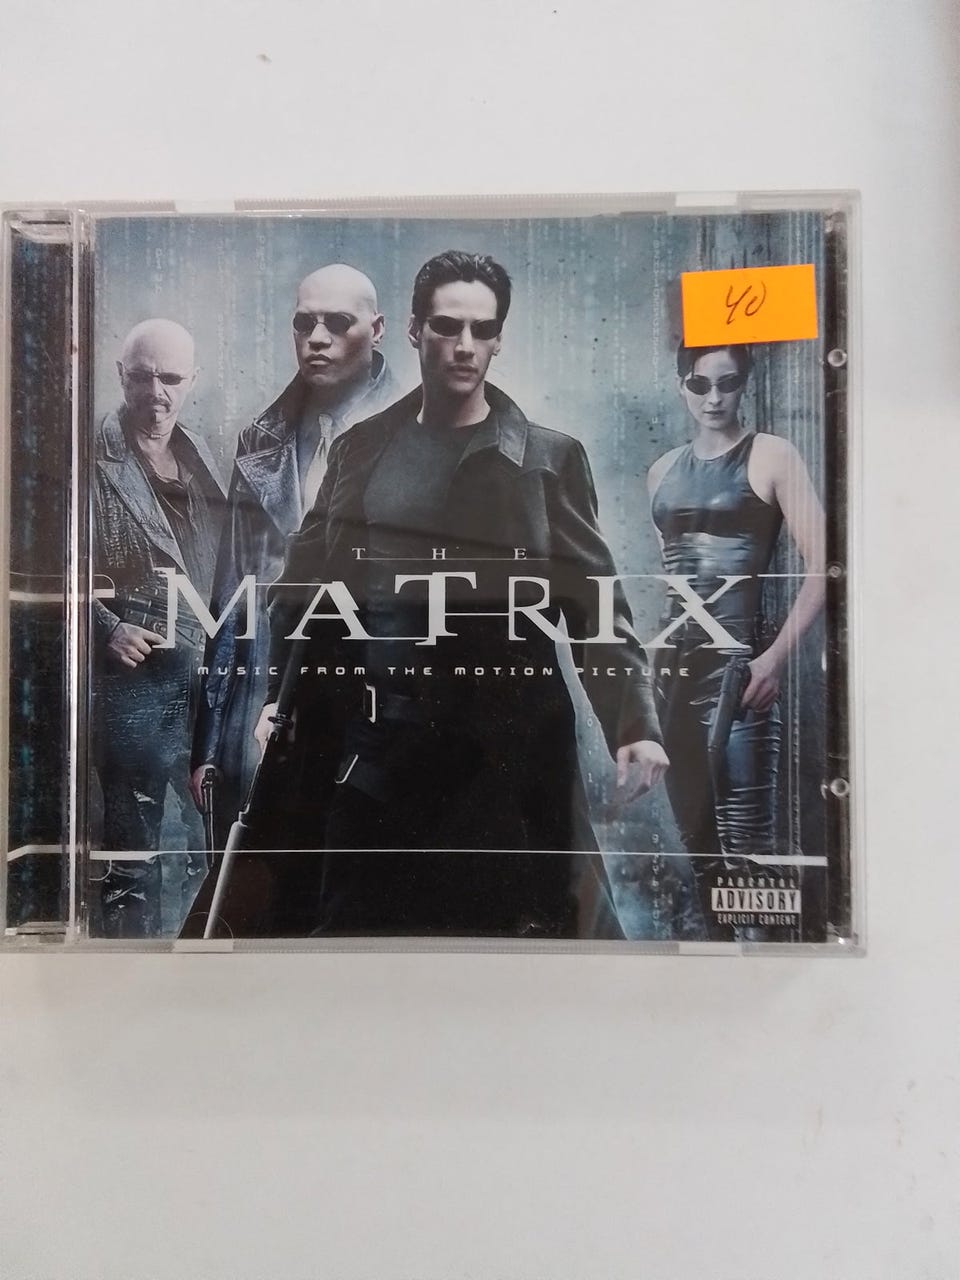 40
THE
MATRIX
MUSIC FROM THE MOTION PICTURE
PARENTAL
ADVISORY
EXPLICIT CONTENT